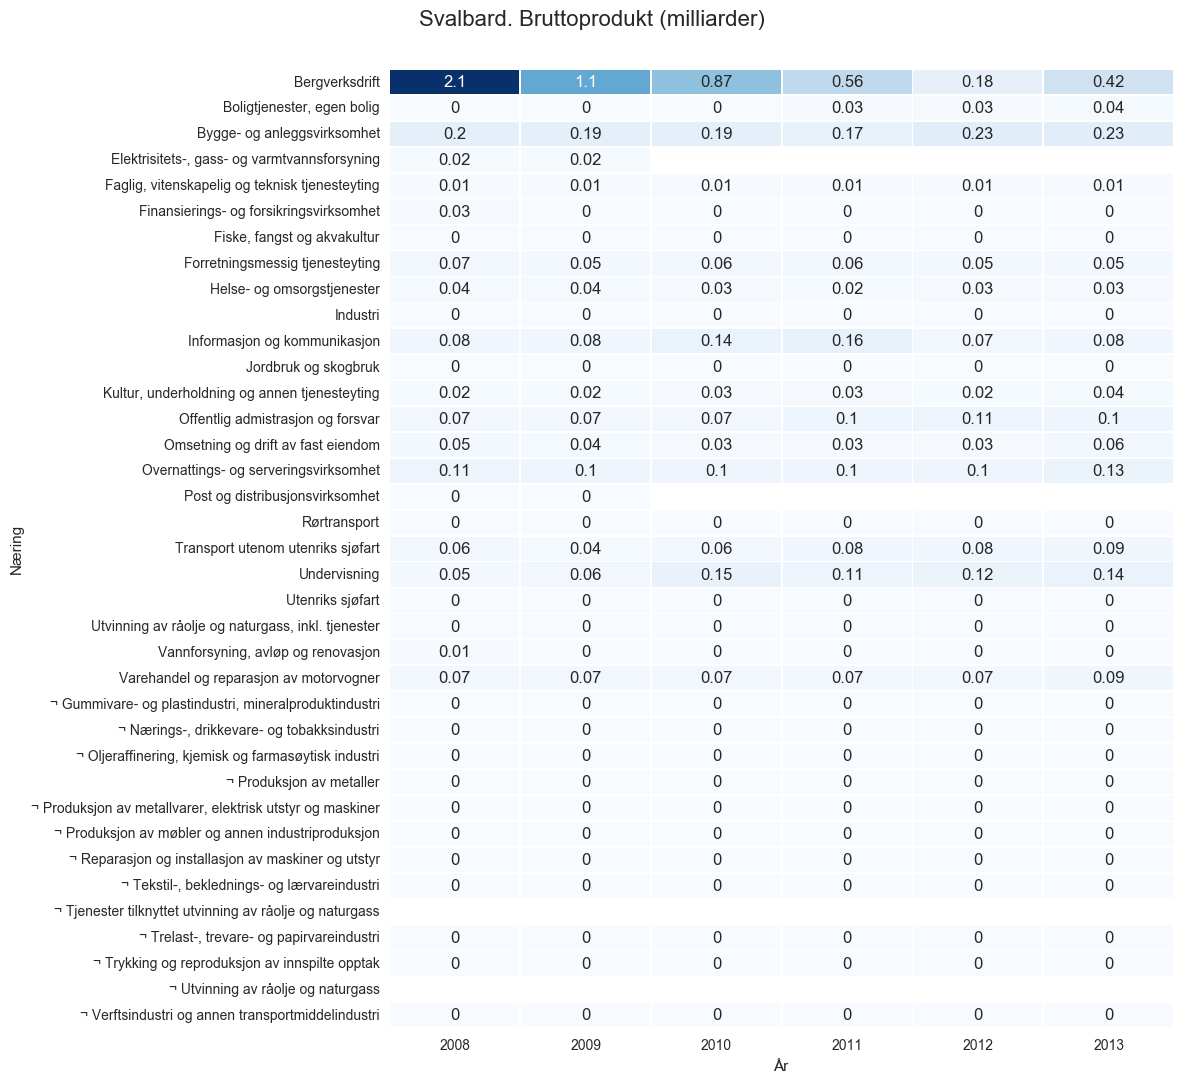 Svalbard. Bruttoprodukt (milliarder)
Bergverksdrift 2.1 1.1 0.87 0.56 0.18 0.42
Boligtjenester, egen bolig 0 0 0 0.03 0.03 0.04
Bygge- og anleggsvirksomhet 0.2 0.19 0.19 0.17 0.23 0.23
Elektrisitets-, gass- og varmtvannsforsyning 0.02 0.02
Faglig, vitenskapelig og teknisk tjenesteyting 0.01 0.01 0.01 0.01 0.01 0.01
Finansierings- og forsikringsvirksomhet 0.03 0 0 0 0 0
Fiske, fangst og akvakultur 0 0 0 0 0 0
Forretningsmessig tjenesteyting 0.07 0.05 0.06 0.06 0.05 0.05
Helse- og omsorgstjenester 0.04 0.04 0.03 0.02 0.03 0.03
Industri 0 0 0 0 0 0
Informasjon og kommunikasjon 0.08 0.08 0.14 0.16 0.07 0.08
Jordbruk og skogbruk 0 0 0 0 0 0
Kultur, underholdning og annen tjenesteyting 0.02 0.02 0.03 0.03 0.02 0.04
Offentlig admistrasjon og forsvar 0.07 0.07 0.07 0.1 0.11 0.1
Omsetning og drift av fast eiendom 0.05 0.04 0.03 0.03 0.03 0.06
Overnattings- og serveringsvirksomhet 0.11 0.1 0.1 0.1 0.1 0.13
Post og distribusjonsvirksomhet 0 0
Rørtransport 0 0 0 0 0 0
Transport utenom utenriks sjøfart 0.06 0.04 0.06 0.08 0.08 0.09
Undervisning 0.05 0.06 0.15 0.11 0.12 0.14
Utenriks sjøfart 0 0 0 0 0 0
Utvinning av råolje og naturgass, inkl. tjenester 0 0 0 0 0 0
Vannforsyning, avløp og renovasjon 0.01 0 0 0 0 0
Varehandel og reparasjon av motorvogner 0.07 0.07 0.07 0.07 0.07 0.09
¬ Gummivare- og plastindustri, mineralproduktindustri 0 0 0 0 0 0
¬ Nærings-, drikkevare- og tobakksindustri 0 0 0 0 0 0
¬ Oljeraffinering, kjemisk og farmasøytisk industri 0 0 0 0 0 0
¬ Produksjon av metaller 0 0 0 0 0 0
¬ Produksjon av metallvarer, elektrisk utstyr og maskiner 0 0 0 0 0 0
¬ Produksjon av møbler og annen industriproduksjon 0 0 0 0 0 0
¬ Reparasjon og installasjon av maskiner og utstyr 0 0 0 0 0 0
¬ Tekstil-, beklednings- og lærvareindustri 0 0 0 0 0 0
¬ Tjenester tilknyttet utvinning av råolje og naturgass
¬ Trelast-, trevare- og papirvareindustri 0 0 0 0 0 0
¬ Trykking og reproduksjon av innspilte opptak 0 0 0 0 0 0
¬ Utvinning av råolje og naturgass
¬ Verftsindustri og annen transportmiddelindustri 0 0 0 0 0 0
2008 2009 2010 2011 2012 2013
År
Næring